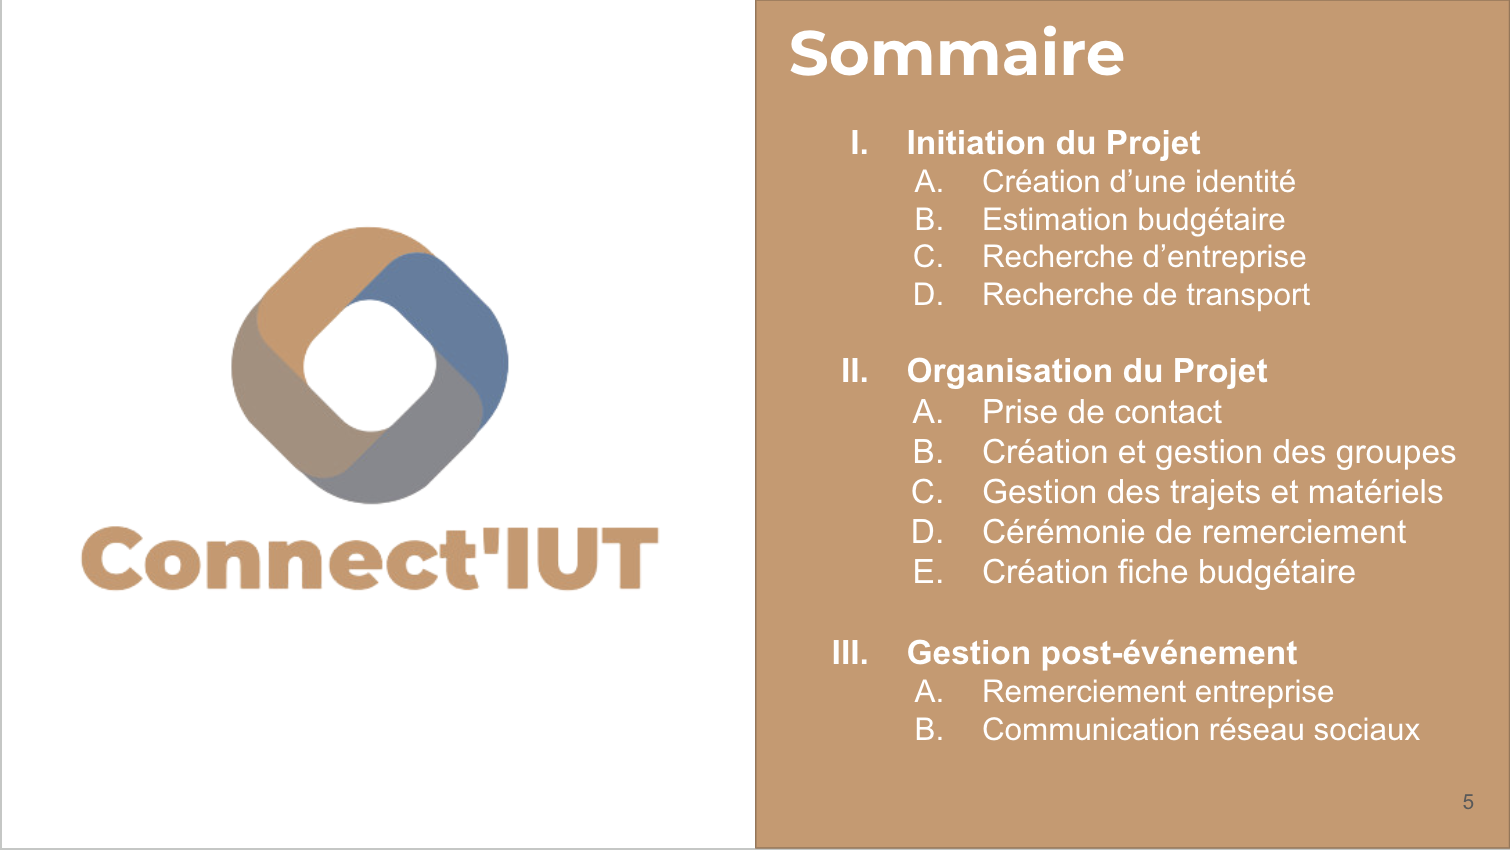 Connect'IUT
Sommaire
I. Initiation du Projet
A. Création d’une identité
B. Estimation budgétaire
C. Recherche d’entreprise
D. Recherche de transport
II. Organisation du Projet
A. Prise de contact
B. Création et gestion des groupes
C. Gestion des trajets et matériels
D. Cérémonie de remerciement
E. Création fiche budgétaire
III. Gestion post-événement
A. Remerciement entreprise
B. Communication réseau sociaux
5